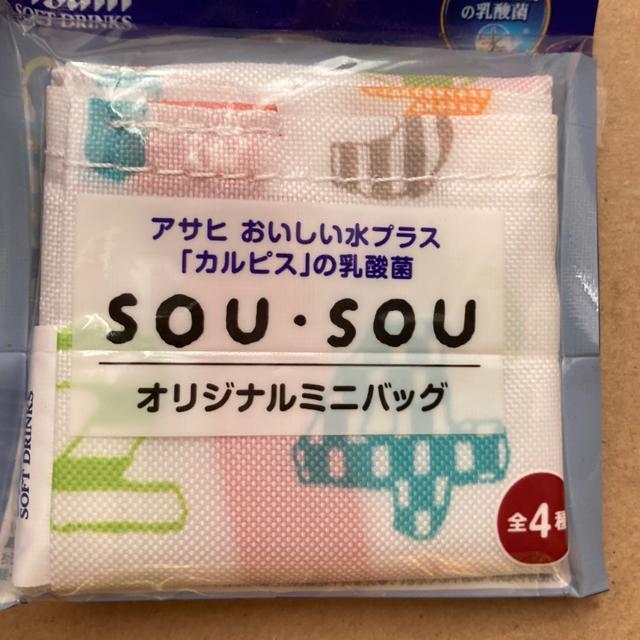 SOFT DRINKS
の乳酸菌
アサヒ おいしい水プラス
「カルピス」の乳酸菌
SOU・SOU
オリジナルミニバッグ
SOFT DRINKS
全4種